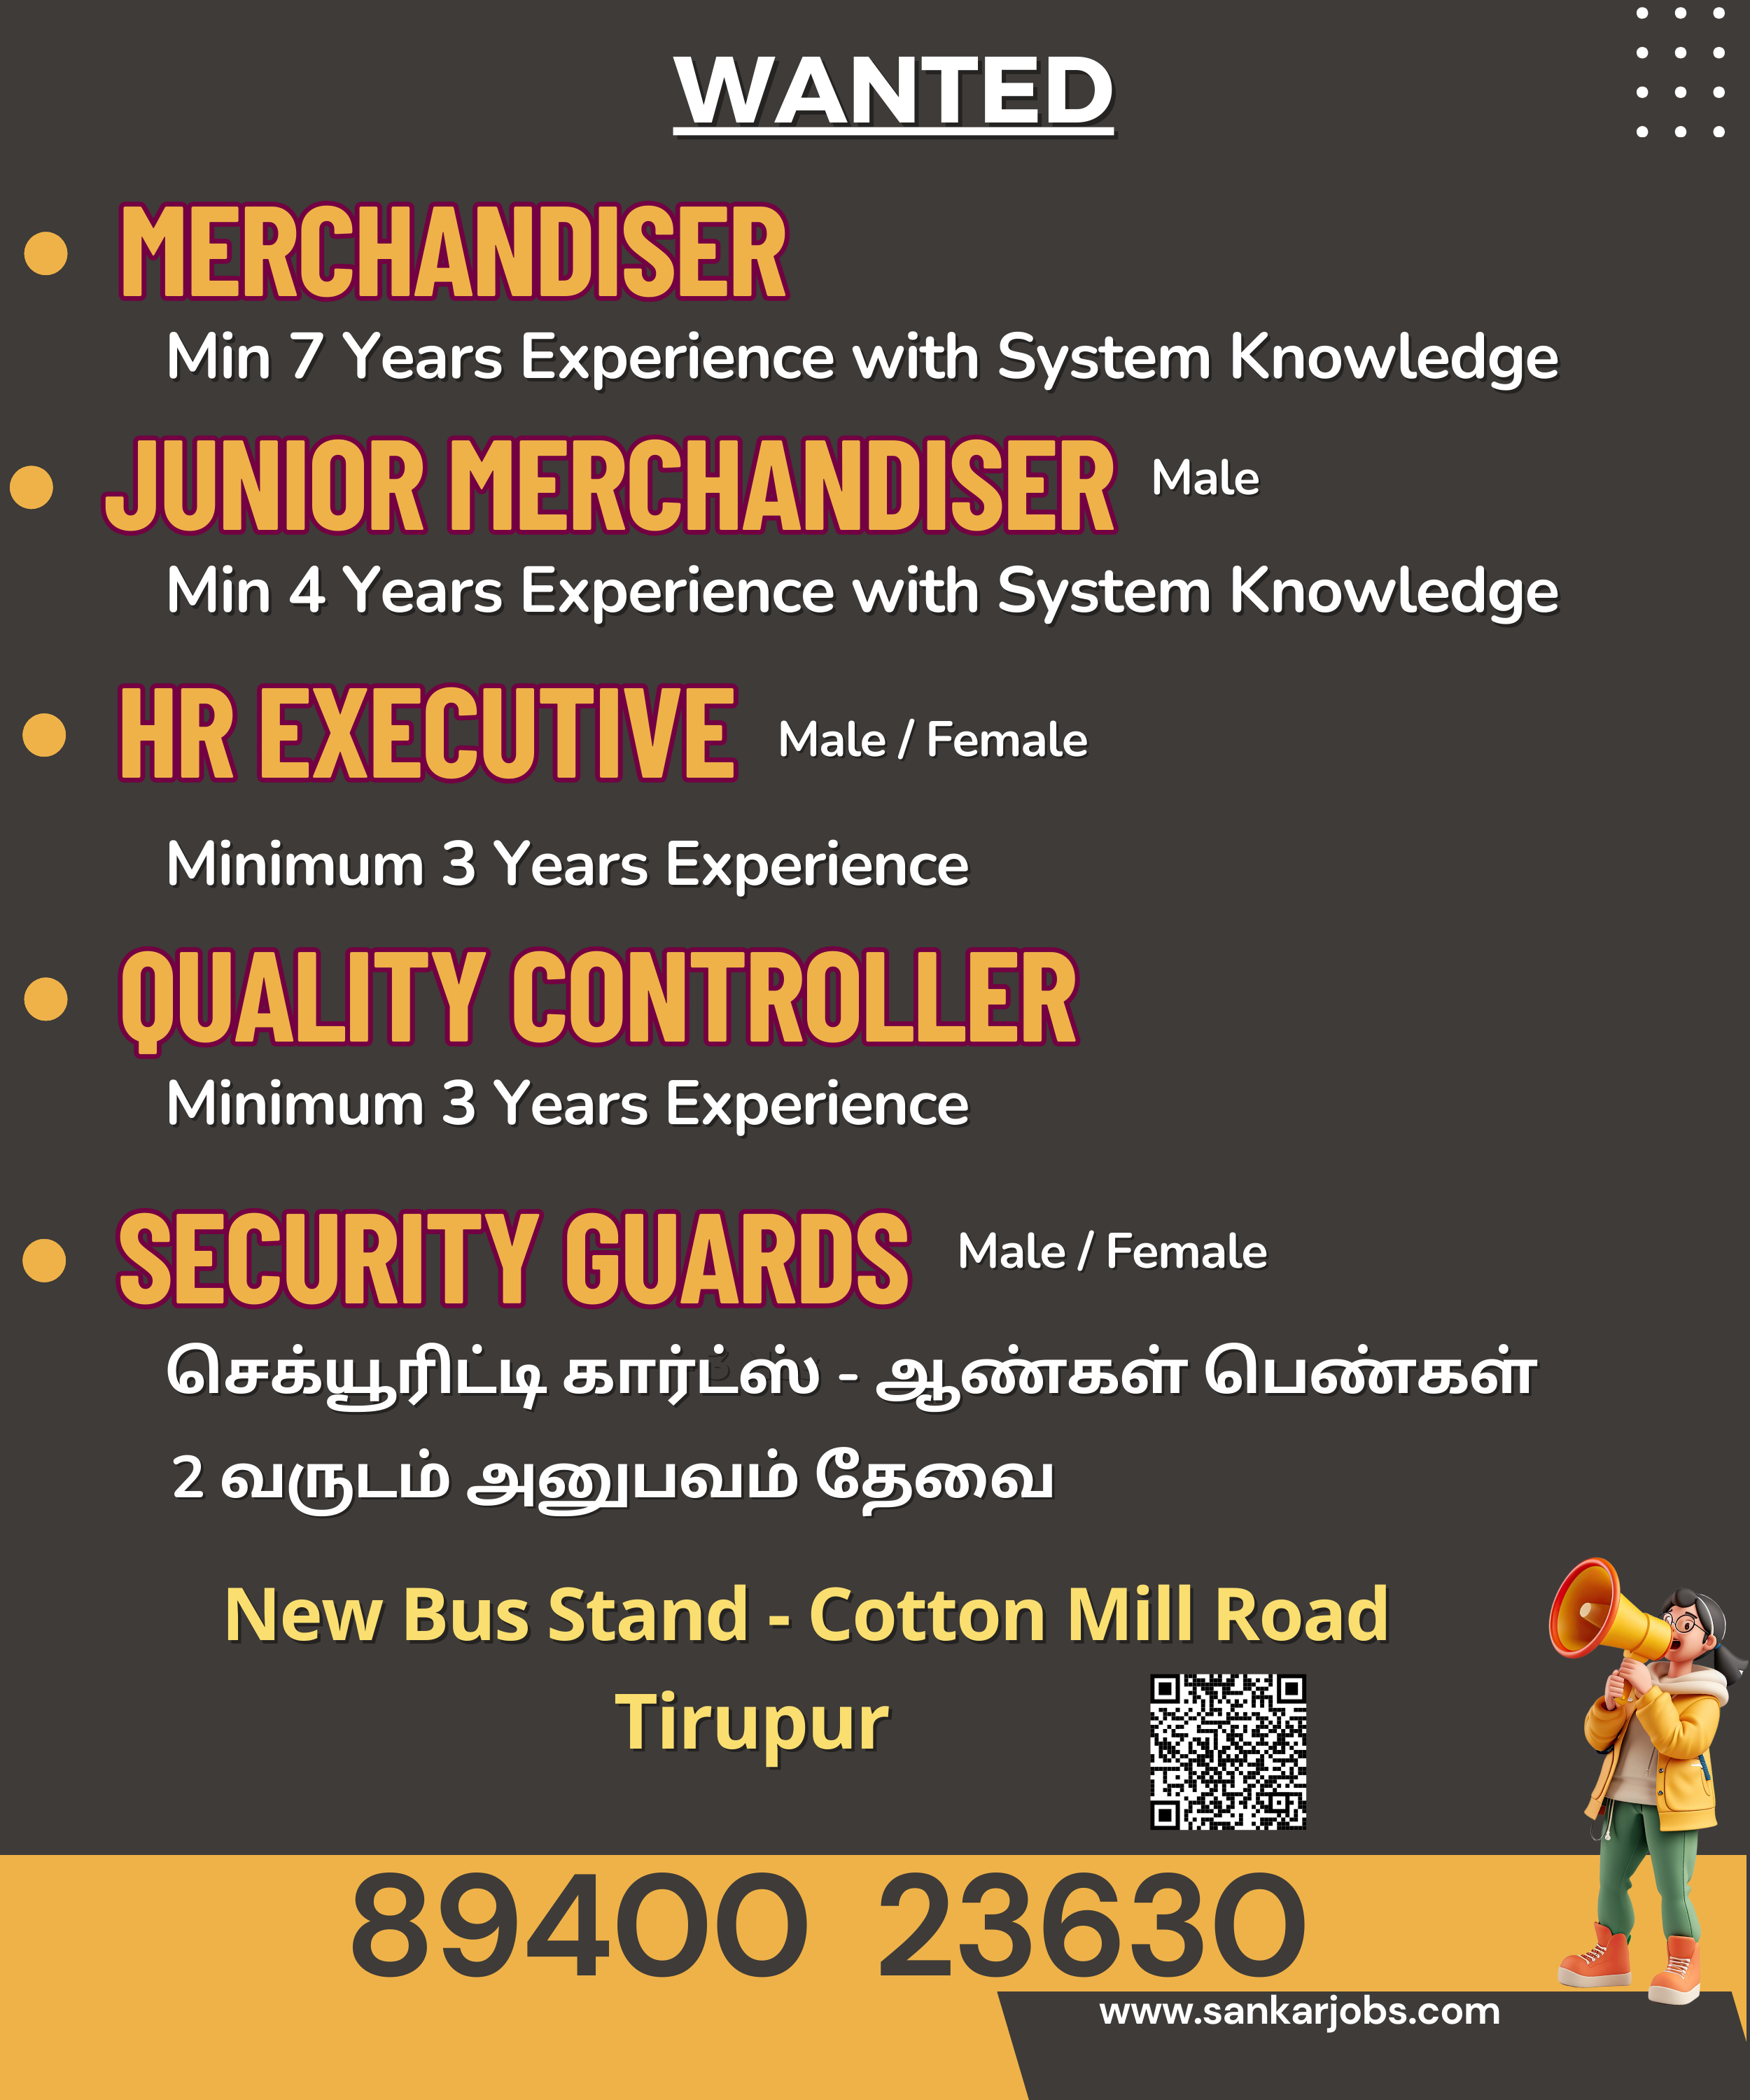 WANTED
MERCHANDISER
Min 7 Years Experience with System Knowledge
JUNIOR MERCHANDISER Male
Min 4 Years Experience with System Knowledge
HR EXECUTIVE Male / Female
Minimum 3 Years Experience
QUALITY CONTROLLER
Minimum 3 Years Experience
SECURITY GUARDS Male / Female
செக்யூரிட்டி கார்ட்ஸ் - ஆண்கள் பெண்கள்
2 வருடம் அனுபவம் தேவை
New Bus Stand - Cotton Mill Road
Tirupur
89400 23630
www.sankarjobs.com